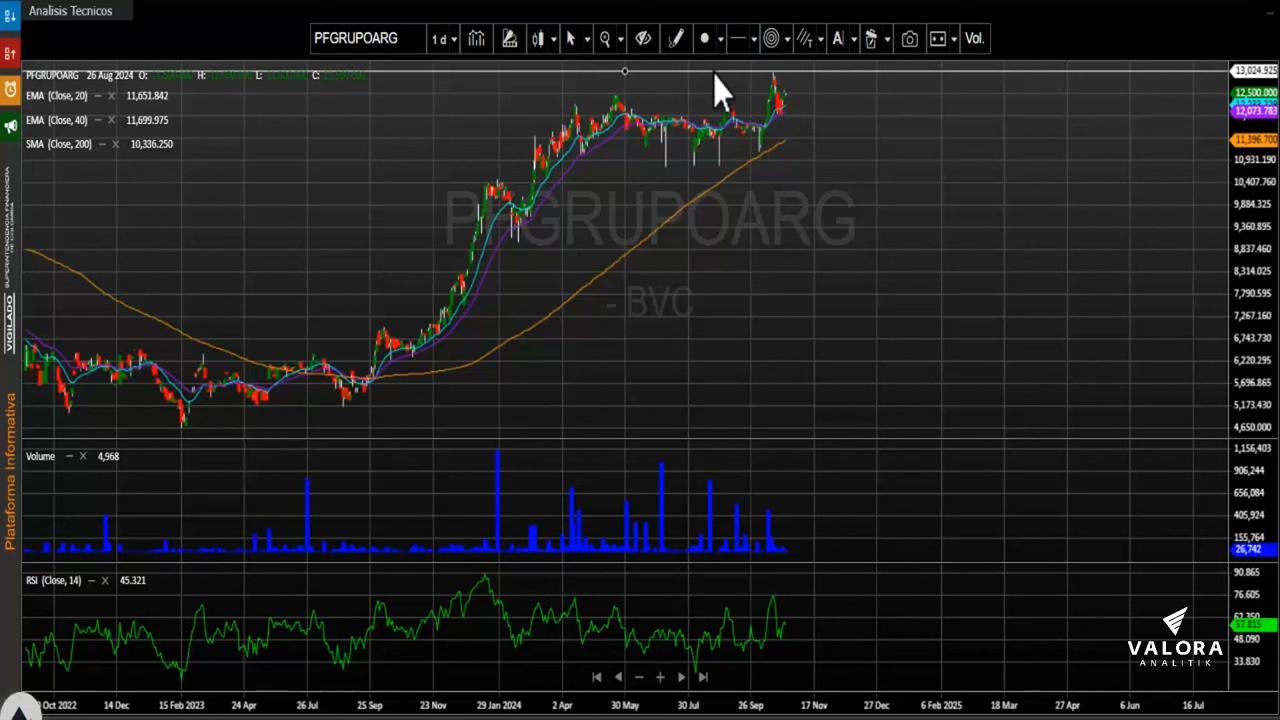 Analisis Tecnicos
PFGRUPOARG
1 d
A
Vol.
PFGRUPOARG 26 Aug 2024 O: H: L: C:
EMA (Close, 20) — X 11,651.842
EMA (Close, 40) — X 11,699.975
SMA (Close, 200) — X 10,336.250
PFGRUPOARG
- BVC
13,024.925
12,500.000
12,073.783
11,396.700
10,931.190
10,407.760
9,884.325
9,360.895
8,837.460
8,314.025
7,790.595
7,267.160
6,743.730
6,220.295
5,696.865
5,173.430
4,650.000
Volume — X 4,968
1,156,403
906,244
656,084
405,924
155,764
26,742
RSI (Close, 14) — X 45.321
90.865
76.605
57.815
48.090
33.830
Oct 2022 14 Dec 15 Feb 2023 24 Apr 26 Jul 25 Sep 23 Nov 29 Jan 2024 2 Apr 30 May 30 Jul 26 Sep 17 Nov 27 Dec 6 Feb 2025 18 Mar 27 Apr 6 Jun 16 Jul
VIGILADO
SUPERINTENDENCIA FINANCIERA
DE COLOMBIA
Plataforma Informativa
VALORA
ANALITIK